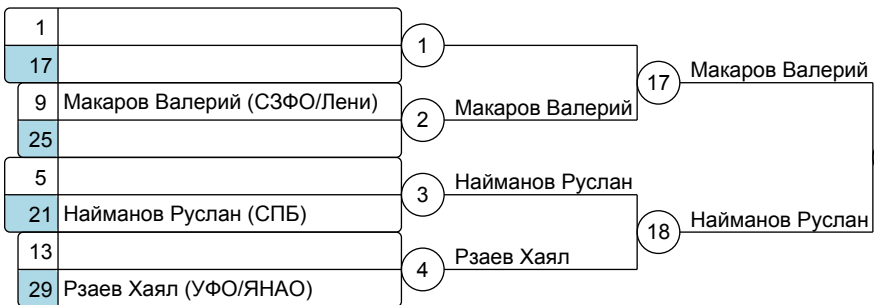 1
17
9 Макаров Валерий (СЗФО/Лени)
25
5
21 Найманов Руслан (СПБ)
13
29 Рзаев Хаял (УФО/ЯНАО)
1
2 Макаров Валерий
3 Найманов Руслан
4 Рзаев Хаял
17 Макаров Валерий
18 Найманов Руслан